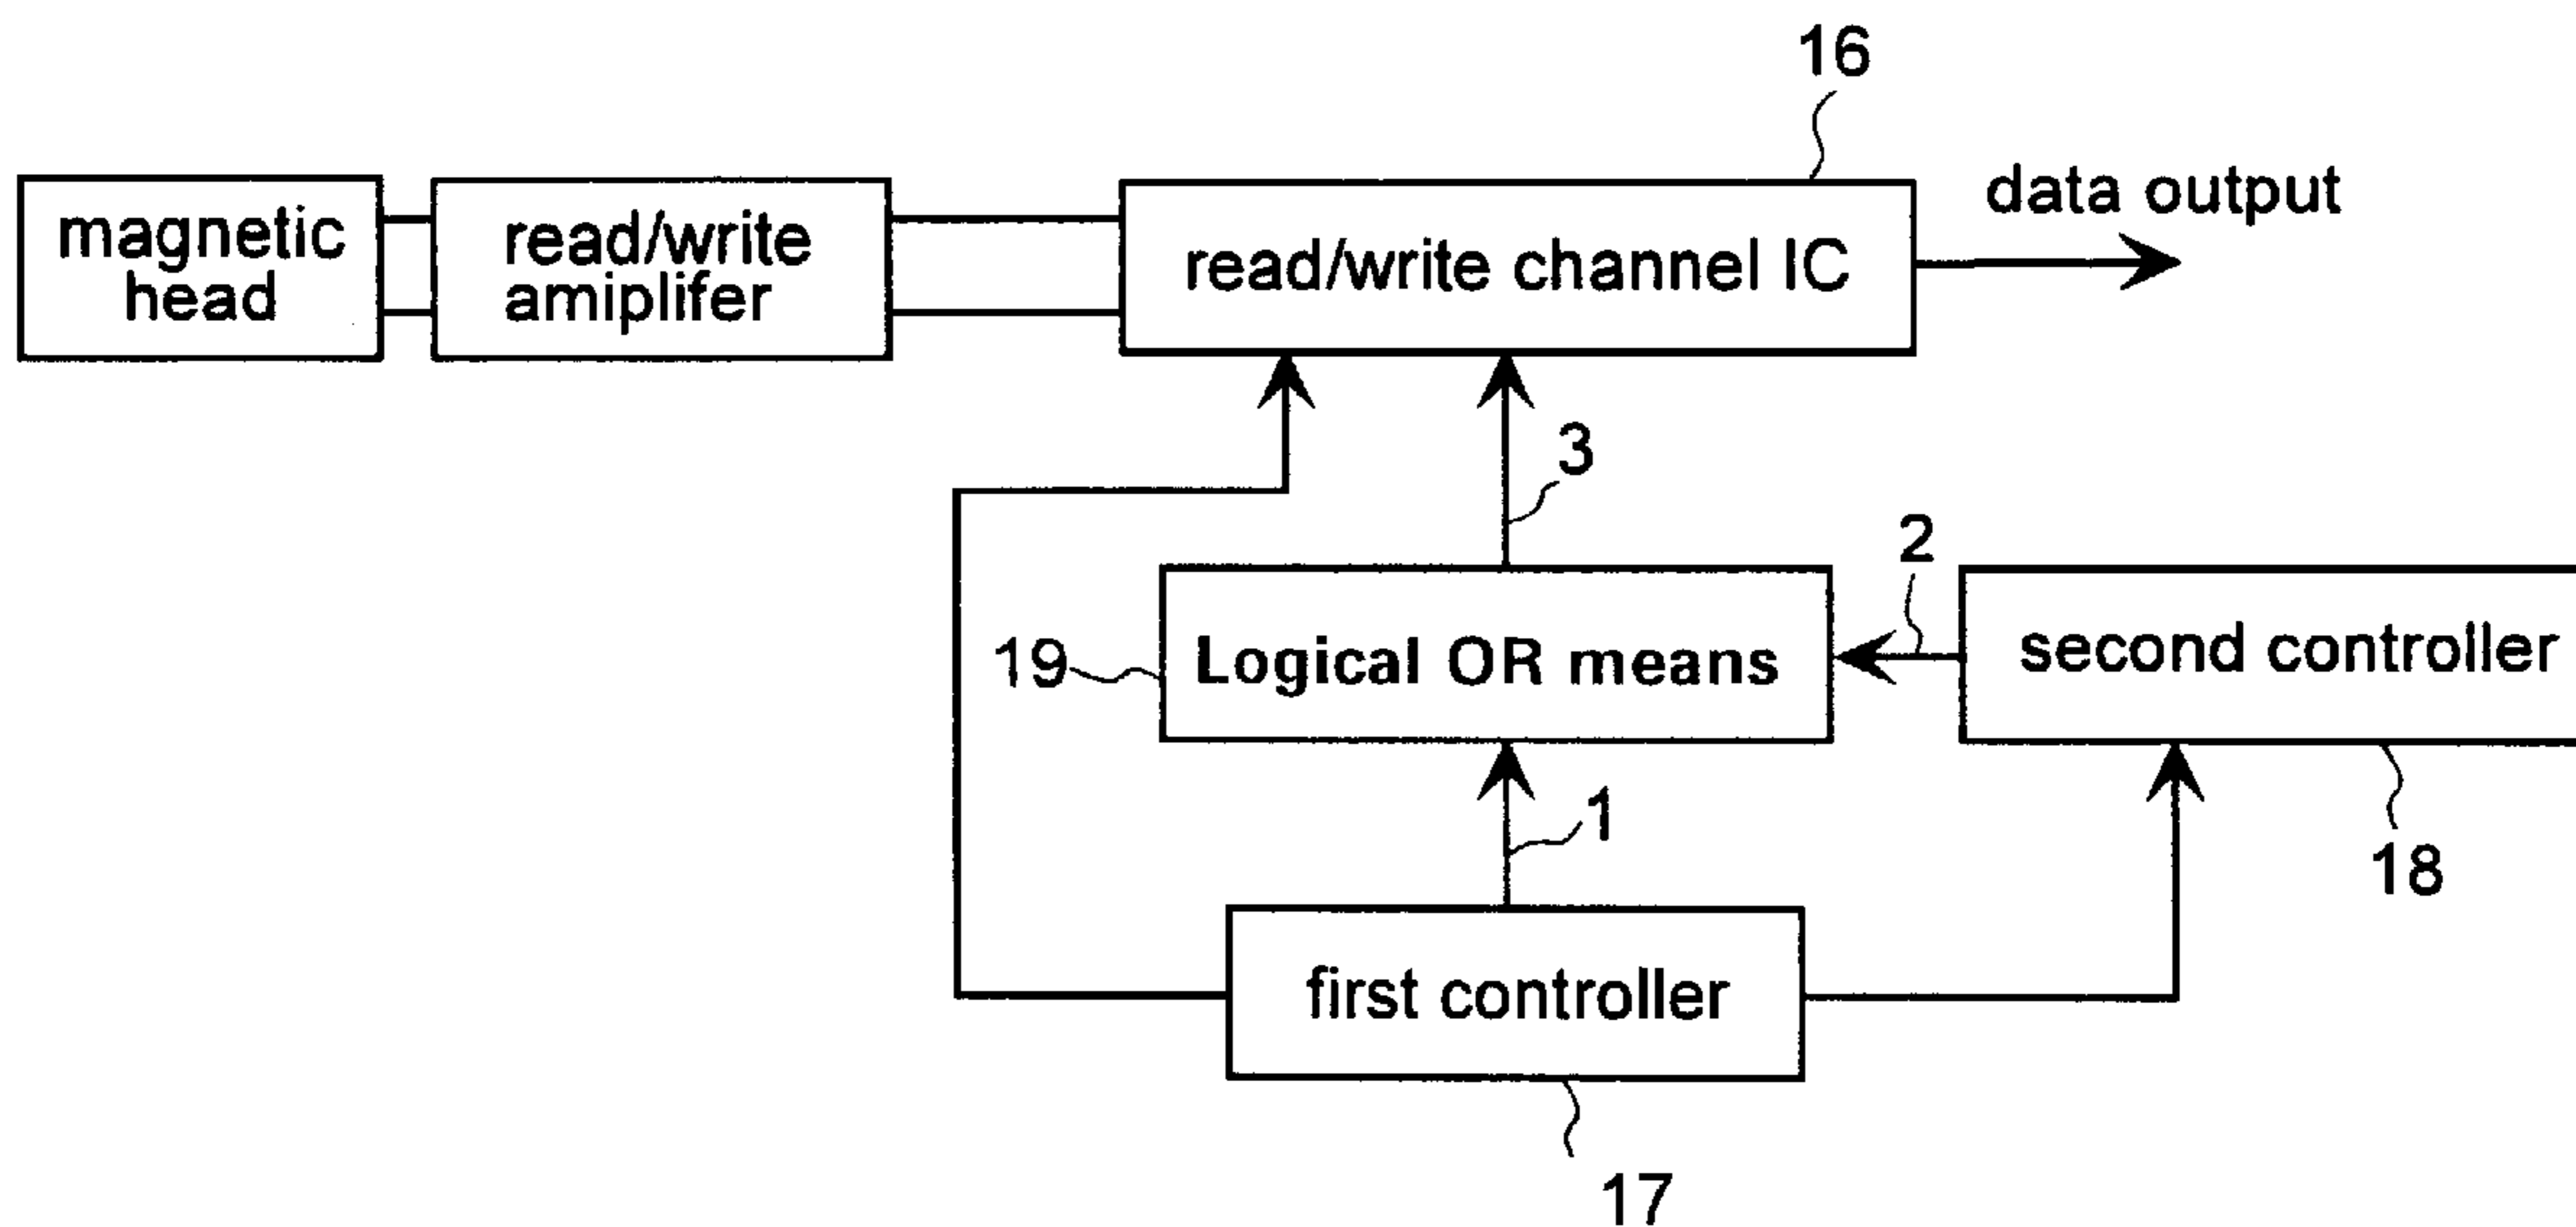 16
data output
magnetic
head
read/write
amiplifer
read/write channel IC
3
2
19
Logical OR means
second controller
1
18
first controller
17